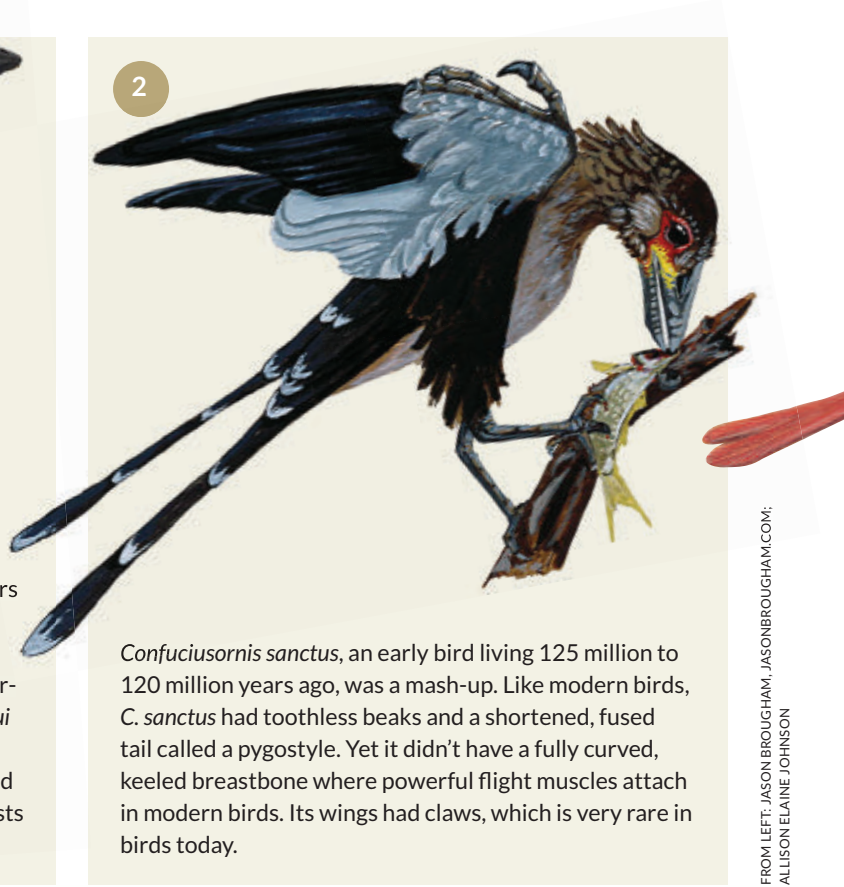 2
rs
r-
ui
d
sts
Confuciusornis sanctus, an early bird living 125 million to
120 million years ago, was a mash-up. Like modern birds,
C. sanctus had toothless beaks and a shortened, fused
tail called a pygostyle. Yet it didn’t have a fully curved,
keeled breastbone where powerful flight muscles attach
in modern birds. Its wings had claws, which is very rare in
birds today.
FROM LEFT: JASON BROUGHAM, JASONBROUGHAM.COM;
ALLISON ELAINE JOHNSON